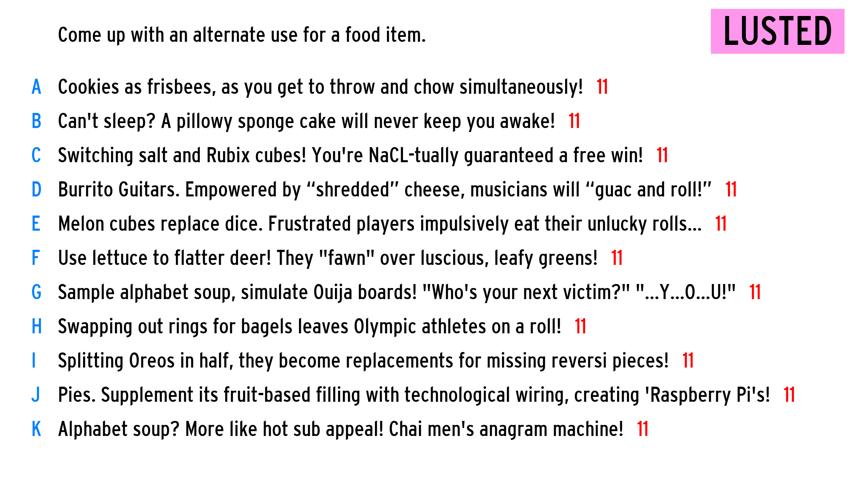 Come up with an alternate use for a food item.
LUSTED
A Cookies as frisbees, as you get to throw and chow simultaneously! 11
B Can't sleep? A pillowy sponge cake will never keep you awake! 11
C Switching salt and Rubix cubes! You're NaCL-tually guaranteed a free win! 11
D Burrito Guitars. Empowered by “shredded” cheese, musicians will “guac and roll!” 11
E Melon cubes replace dice. Frustrated players impulsively eat their unlucky rolls... 11
F Use lettuce to flatter deer! They "fawn" over luscious, leafy greens! 11
G Sample alphabet soup, simulate Ouija boards! "Who's your next victim?" "...Y...O...U!" 11
H Swapping out rings for bagels leaves Olympic athletes on a roll! 11
I Splitting Oreos in half, they become replacements for missing reversi pieces! 11
J Pies. Supplement its fruit-based filling with technological wiring, creating 'Raspberry Pi's! 11
K Alphabet soup? More like hot sub appeal! Chai men's anagram machine! 11